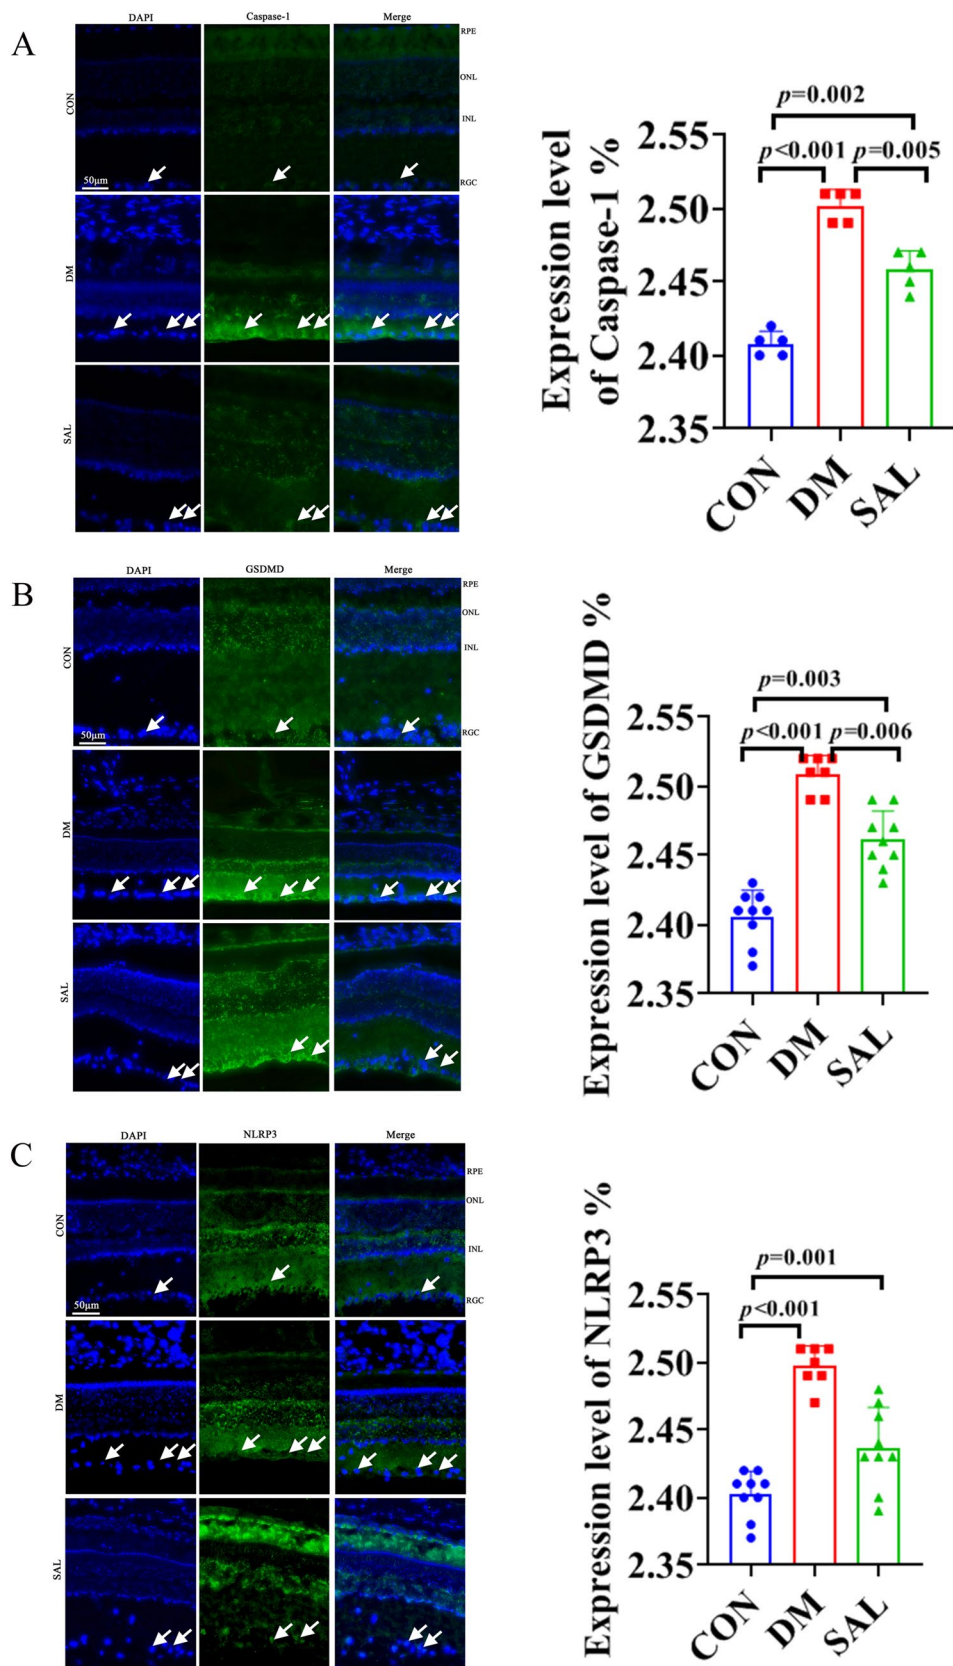 A
DAPI Caspase-1 Merge
CON
RPE
ONL
INL
RGC
50μm
DM
SAL
Expression level
of Caspase-1 %
p=0.002
p<0.001 p=0.005
2.55
2.50
2.45
2.40
2.35
CON DM SAL
B
DAPI GSDMD Merge
CON
RPE
ONL
INL
RGC
50μm
DM
SAL
Expression level of GSDMD %
p=0.003
p<0.001 p=0.006
2.55
2.50
2.45
2.40
2.35
CON DM SAL
C
DAPI NLRP3 Merge
CON
RPE
ONL
INL
RGC
50μm
DM
SAL
Expression level of NLRP3 %
p=0.001
p<0.001
2.55
2.50
2.45
2.40
2.35
CON DM SAL